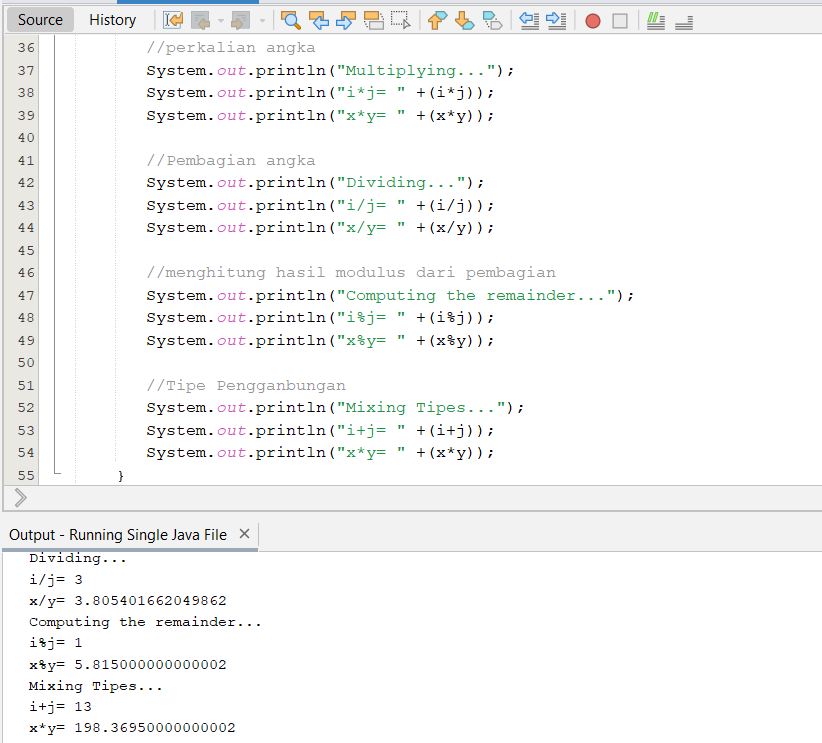 Source History
36 //perkalian angka
37 System.out.println("Multiplying...");
38 System.out.println("i*j= " +(i*j));
39 System.out.println("x*y= " +(x*y));
40
41 //Pembagian angka
42 System.out.println("Dividing...");
43 System.out.println("i/j= " +(i/j));
44 System.out.println("x/y= " +(x/y));
45
46 //menghitung hasil modulus dari pembagian
47 System.out.println("Computing the remainder...");
48 System.out.println("i%j= " +(i%j));
49 System.out.println("x%y= " +(x%y));
50
51 //Tipe Pengganbungan
52 System.out.println("Mixing Tipes...");
53 System.out.println("i+j= " +(i+j));
54 System.out.println("x*y= " +(x*y));
55 }
Output - Running Single Java File
Dividing...
i/j= 3
x/y= 3.805401662049862
Computing the remainder...
i%j= 1
x%y= 5.815000000000002
Mixing Tipes...
i+j= 13
x*y= 198.36950000000002